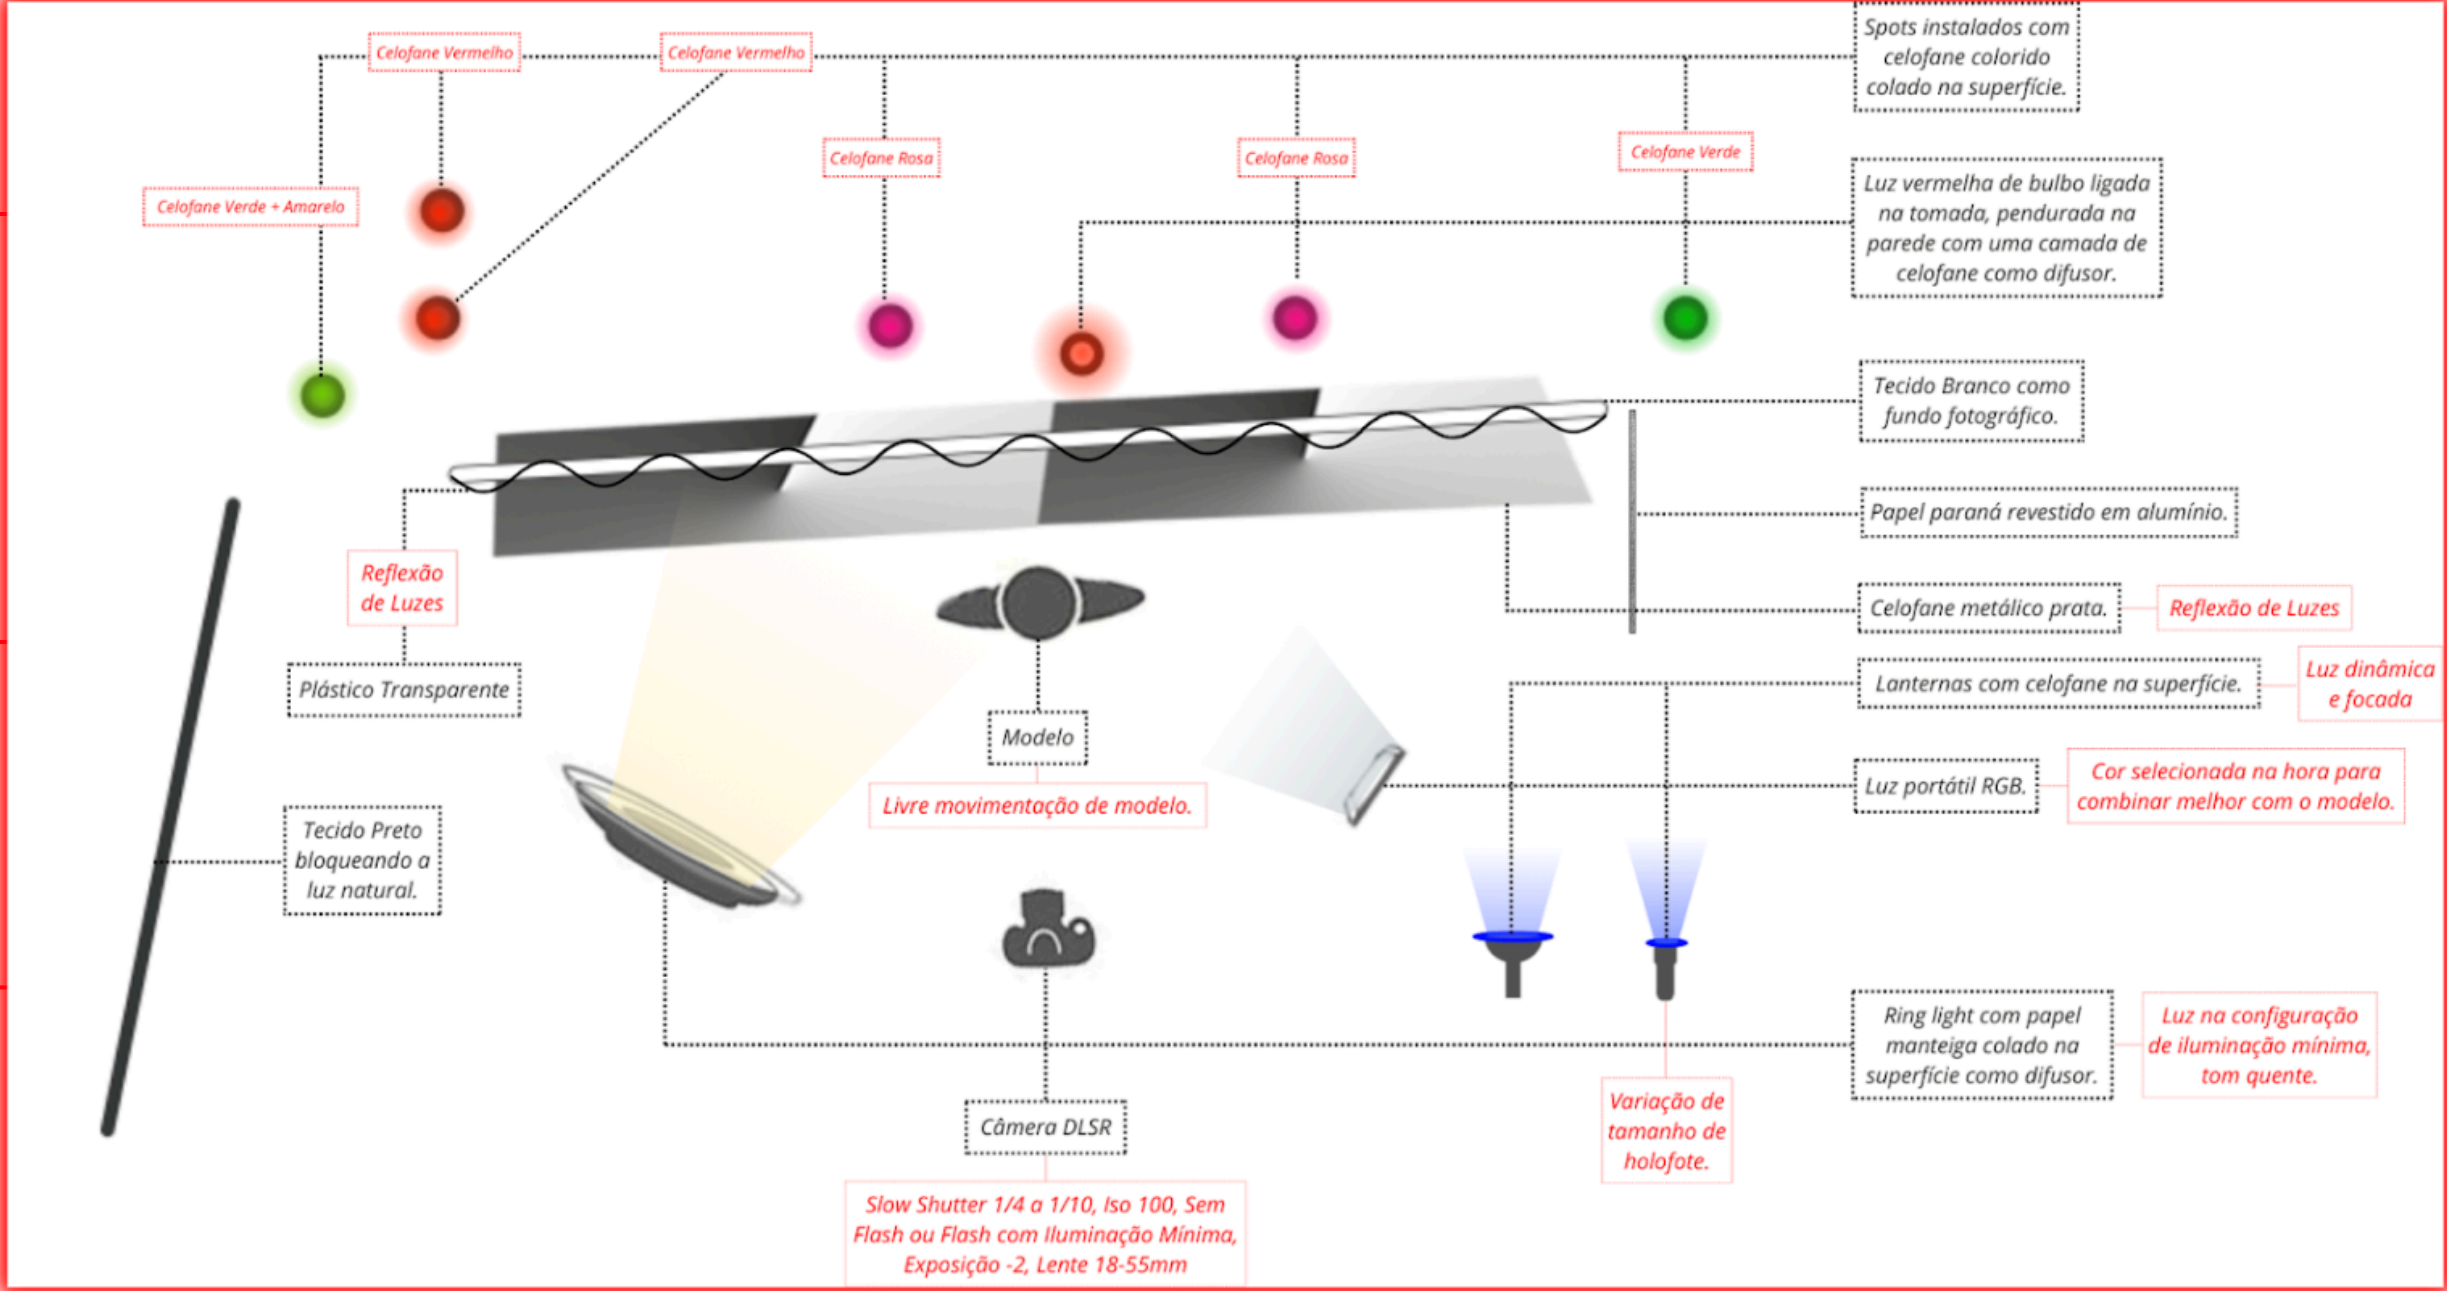 Celofane Vermelho
Celofane Vermelho
Spots instalados com
celofane colorido
colado na superfície.
Celofane Rosa
Celofane Rosa
Celofane Verde
Celofane Verde + Amarelo
Luz vermelha de bulbo ligada
na tomada, pendurada na
parede com uma camada de
celofane como difusor.
Tecido Branco como
fundo fotográfico.
Papel paraná revestido em alumínio.
Reflexão
de Luzes
Celofane metálico prata.
Reflexão de Luzes
Plástico Transparente
Lanternas com celofane na superfície.
Luz dinâmica
e focada
Modelo
Livre movimentação de modelo.
Luz portátil RGB.
Cor selecionada na hora para
combinar melhor com o modelo.
Tecido Preto
bloqueando a
luz natural.
Ring light com papel
manteiga colado na
superfície como difusor.
Luz na configuração
de iluminação mínima,
tom quente.
Câmera DLSR
Variação de
tamanho de
holofote.
Slow Shutter 1/4 a 1/10, Iso 100, Sem
Flash ou Flash com Iluminação Mínima,
Exposição -2, Lente 18-55mm